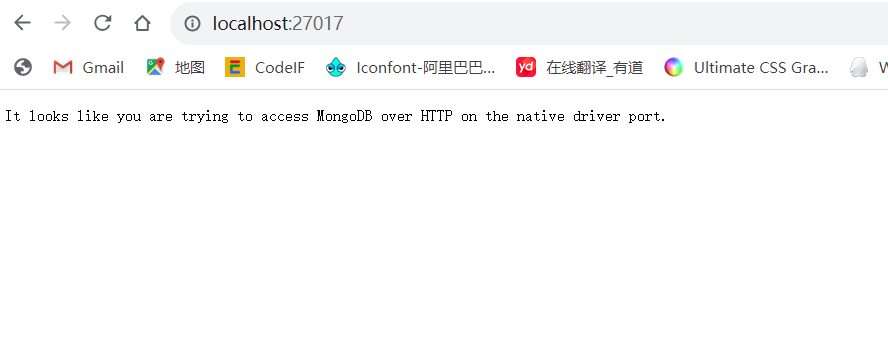 localhost:27017
Gmail 地图 CodeIF Iconfont-阿里巴巴... yd 在线翻译_有道 Ultimate CSS Gra... W
It looks like you are trying to access MongoDB over HTTP on the native driver port.